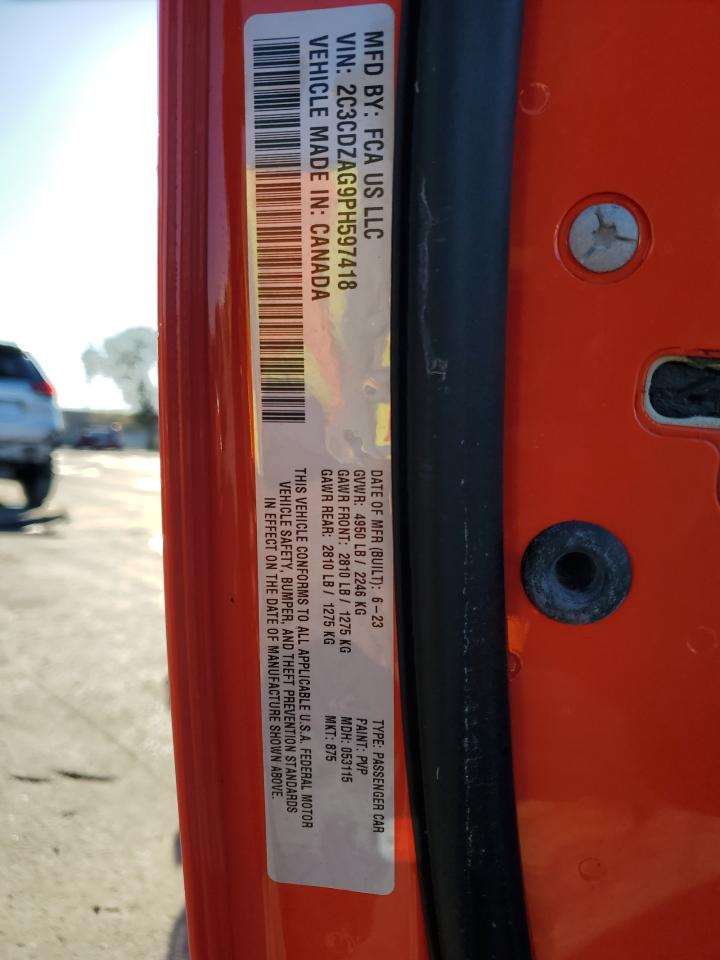 MFD BY: FCA US LLC
VIN: 2C3CDZAG9PH597418
VEHICLE MADE IN: CANADA
DATE OF MFR (BUILT): 6-23
GVWR: 4950 LB / 2246 KG
GAWR FRONT: 2810 LB / 1275 KG
GAWR REAR: 2810 LB / 1275 KG
TYPE: PASSENGER CAR
PAINT: PVP
MDH: 053115
MKT: 875
THIS VEHICLE CONFORMS TO ALL APPLICABLE U.S.A. FEDERAL MOTOR
VEHICLE SAFETY, BUMPER, AND THEFT PREVENTION STANDARDS
IN EFFECT ON THE DATE OF MANUFACTURE SHOWN ABOVE.